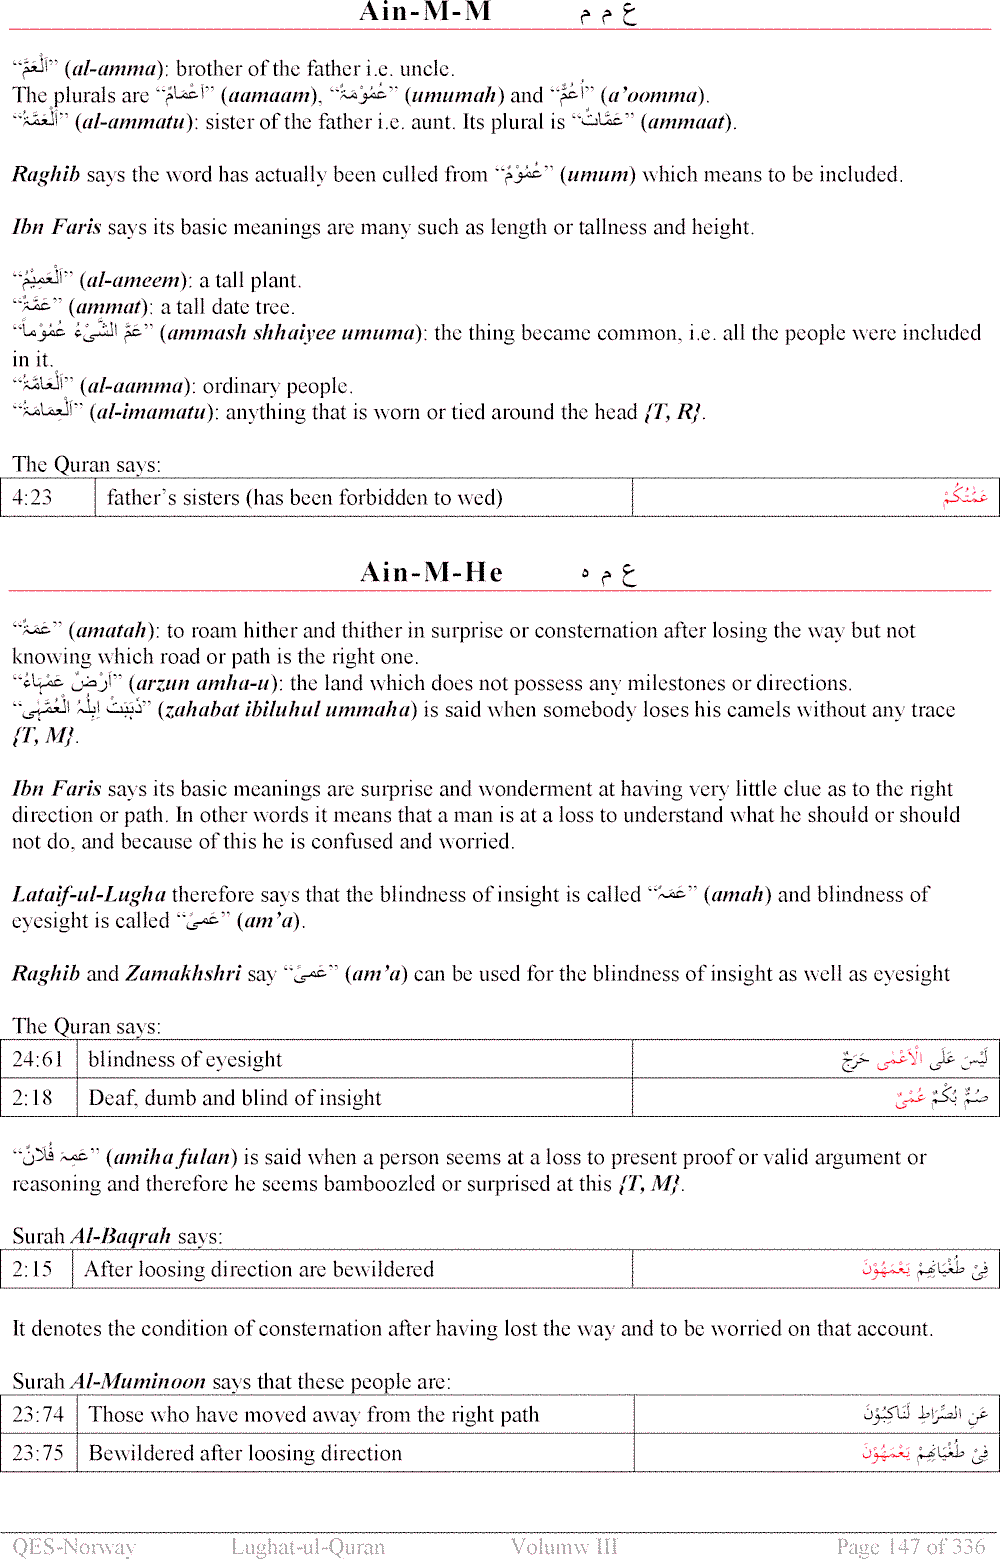 Ain-M-M ع م م
“اَلْعَمُّ” (al-amma): brother of the father i.e. uncle.
The plurals are “اَعْمَامٌ” (aamaam), “عُمُوْمَۃٌ” (umumah) and “اَعُمٌّ” (a’oomma).
“اَلْعَمَّۃُ” (al-ammatu): sister of the father i.e. aunt. Its plural is “عَمَّاتٌ” (ammaat).
Raghib says the word has actually been culled from “عُمُوْمٌ” (umum) which means to be included.
Ibn Faris says its basic meanings are many such as length or tallness and height.
“اَلْعَمِیْمُ” (al-ameem): a tall plant.
“عَمَّۃٌ” (ammat): a tall date tree.
“عَمَّ الشَّیْءُ عُمُوْماً” (ammash shhaiyee umuma): the thing became common, i.e. all the people were included
in it.
“اَلْعَامَّۃُ” (al-aamma): ordinary people.
“اَلْعِمَامَۃُ” (al-imamatu): anything that is worn or tied around the head {T, R}.
The Quran says:
4:23 father’s sisters (has been forbidden to wed) عَمّٰتُکُمْ
Ain-M-He ع م ہ
“عَمَہٌ” (amatah): to roam hither and thither in surprise or consternation after losing the way but not
knowing which road or path is the right one.
“اَرْضٌ عَمْہَاءُ” (arzun amha-u): the land which does not possess any milestones or directions.
“ذَہَبَتْ اِبِلُہُ الْعُمَّہٰی” (zahabat ibiluhul ummaha) is said when somebody loses his camels without any trace
{T, M}.
Ibn Faris says its basic meanings are surprise and wonderment at having very little clue as to the right
direction or path. In other words it means that a man is at a loss to understand what he should or should
not do, and because of this he is confused and worried.
Lataif-ul-Lugha therefore says that the blindness of insight is called “عَمَہٌ” (amah) and blindness of
eyesight is called “عَمیً” (am’a).
Raghib and Zamakhshri say “عَمیً” (am’a) can be used for the blindness of insight as well as eyesight
The Quran says:
24:61 blindness of eyesight لَیْسَ عَلَی الْاَعْمٰی حَرَجٌ
2:18 Deaf, dumb and blind of insight صُمٌّ بُکْمٌ عُمْیٌ
“عَمِہَ فُلَانٌ” (amiha fulan) is said when a person seems at a loss to present proof or valid argument or
reasoning and therefore he seems bamboozled or surprised at this {T, M}.
Surah Al-Baqrah says:
2:15 After loosing direction are bewildered فِیْ طُغْیَانِھِمْ یَعْمَھُوْنَ
It denotes the condition of consternation after having lost the way and to be worried on that account.
Surah Al-Muminoon says that these people are:
23:74 Those who have moved away from the right path عَنِ الصِّرَاطِ لَنَاکِبُوْنَ
23:75 Bewildered after loosing direction فِیْ طُغْیَانِھِمْ یَعْمَھُوْنَ
QES-Norway Lughat-ul-Quran Volumw III Page 147 of 336